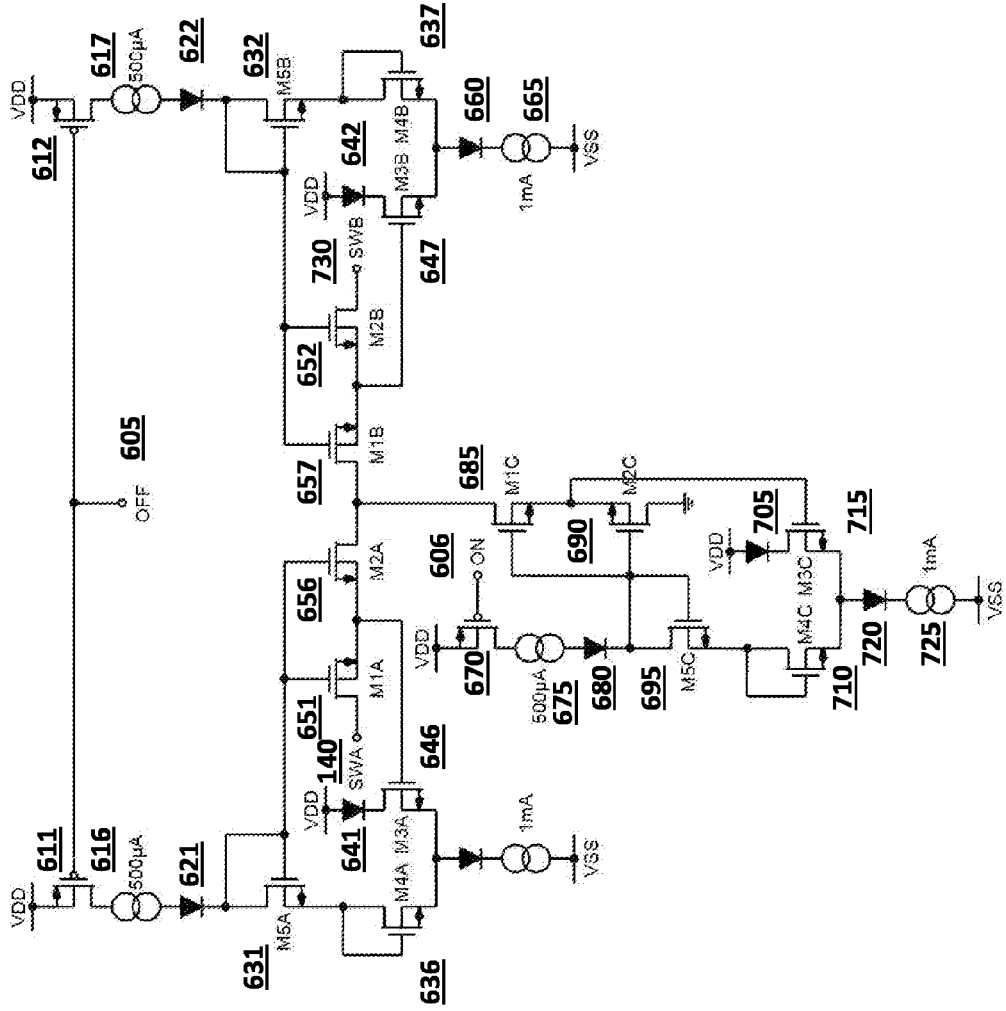 VDD
611
616
500µA
621
631
M5A
636
M4A
M3A
VDD
641
646
140
SWA
1mA
VSS
651
M1A
656
M2A
605
OFF
657
M1B
652
M2B
730
SWB
VDD
612
617
500µA
622
632
M5B
637
642
VDD
M3B
M4B
647
660
665
1mA
VSS
685
M1C
690
M2C
606
ON
VDD
670
500µA
675
680
695
M5C
VDD
705
M4C
M3C
710
715
720
725
1mA
VSS